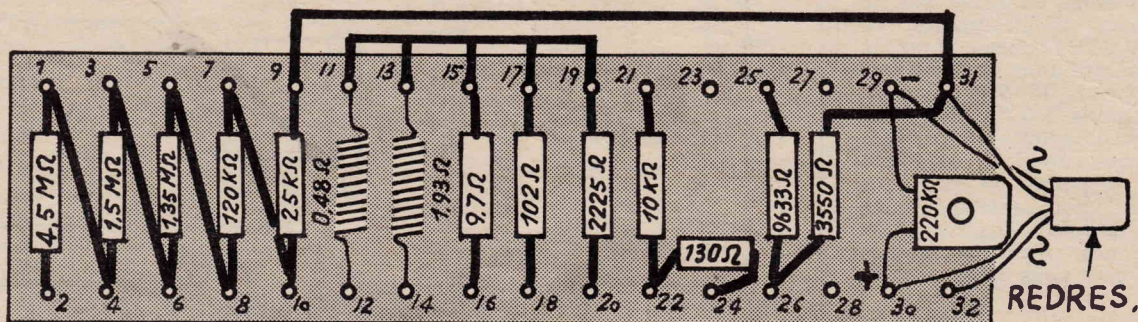 1 3 5 7 9 11 13 15 17 19 21 23 25 27 29 - 31
4,5 MΩ
1,5 MΩ
1,35 MΩ
120 KΩ
25 KΩ
0,48 Ω
1,93 Ω
9,7 Ω
102 Ω
2225 Ω
10 KΩ
130 Ω
9633 Ω
3550 Ω
220 KΩ
~
~
+
2 4 6 8 10 12 14 16 18 20 22 24 26 28 30 32
REDRES.